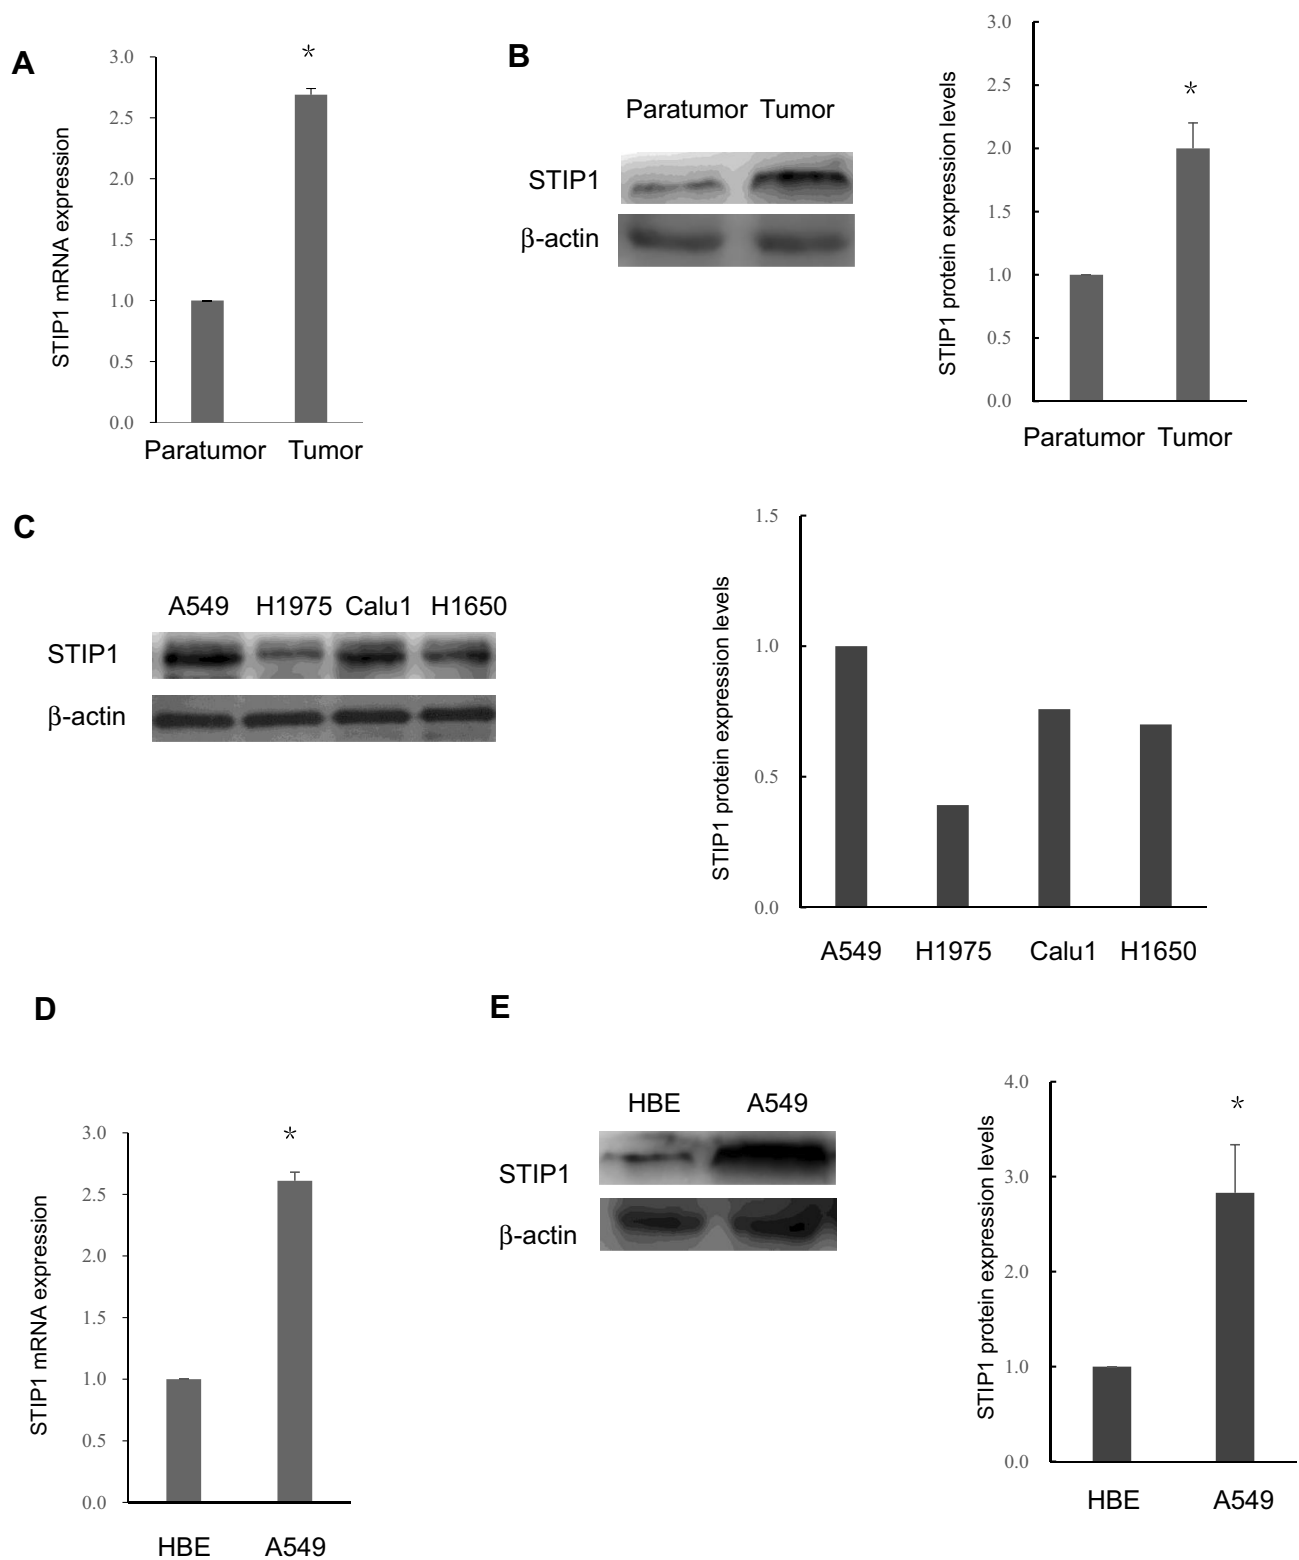 A
3.0
2.5
2.0
1.5
1.0
0.5
0.0
STIP1 mRNA expression
*
Paratumor Tumor
B
Paratumor Tumor
STIP1
β-actin
3.0
2.5
2.0
1.5
1.0
0.5
0.0
STIP1 protein expression levels
*
Paratumor Tumor
C
A549 H1975 Calu1 H1650
STIP1
β-actin
1.5
1.0
0.5
0.0
STIP1 protein expression levels
A549 H1975 Calu1 H1650
D
3.0
2.5
2.0
1.5
1.0
0.5
0.0
STIP1 mRNA expression
*
HBE A549
E
HBE A549
STIP1
β-actin
4.0
3.0
2.0
1.0
0.0
STIP1 protein expression levels
*
HBE A549